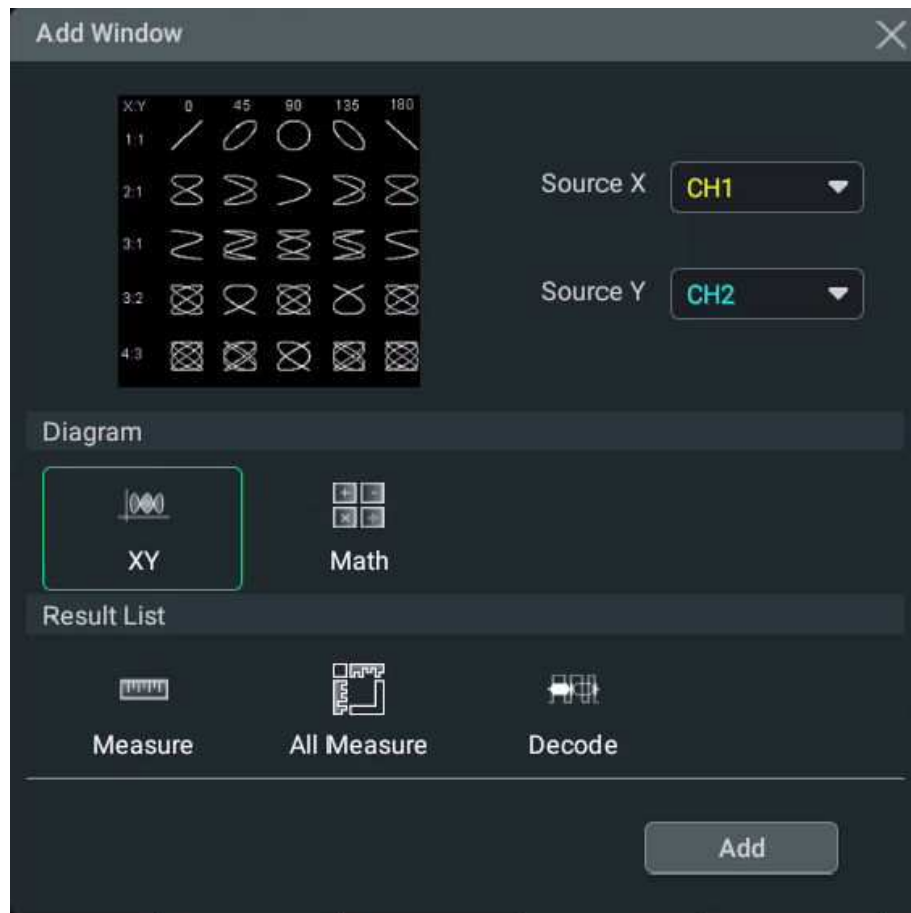 Add Window
X:Y 0 45 90 135 180
1:1
2:1
3:1
3:2
4:3
Source X CH1
Source Y CH2
Diagram
XY Math
Result List
Measure All Measure Decode
Add